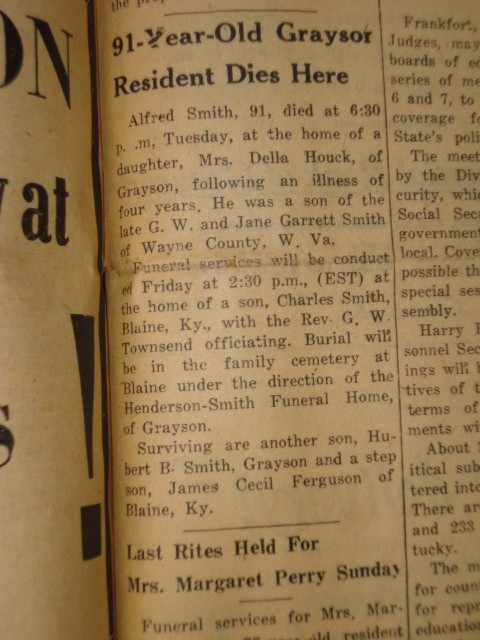 ON
at
S
!
the
91-Year-Old Grayson
Resident Dies Here
Alfred Smith, 91, died at 6:30
p. .m, Tuesday, at the home of a
daughter, Mrs. Della Houck, of
Grayson, following an illness of
four years. He was a son of the
late G. W. and Jane Garrett Smith
of Wayne County, W. Va.
Funeral services will be conduct
ed Friday at 2:30 p.m., (EST) at
the home of a son, Charles Smith,
Blaine, Ky., with the Rev. G. W.
Townsend officiating. Burial will
be in the family cemetery at
Blaine under the direction of the
Henderson-Smith Funeral Home,
of Grayson.
Surviving are another son, Hu-
bert B. Smith, Grayson and a step
son, James Cecil Ferguson of
Blaine, Ky.
Last Rites Held For
Mrs. Margaret Perry Sunday
Funeral services for Mrs. Mar-
old resident
Frankfort,
Judges, may
boards of
series of
6 and 7, to
coverage
State's
The meet
by the Div
curity, whi
Social Sec
government
local. Cove
possible th
special ses
sembly.
Harry
sonnel Sec
ings will
tives of
terms of
ments wi
About
itical sub
tered into
There ar
and 233
tucky.
The m
for coun
for repr
education